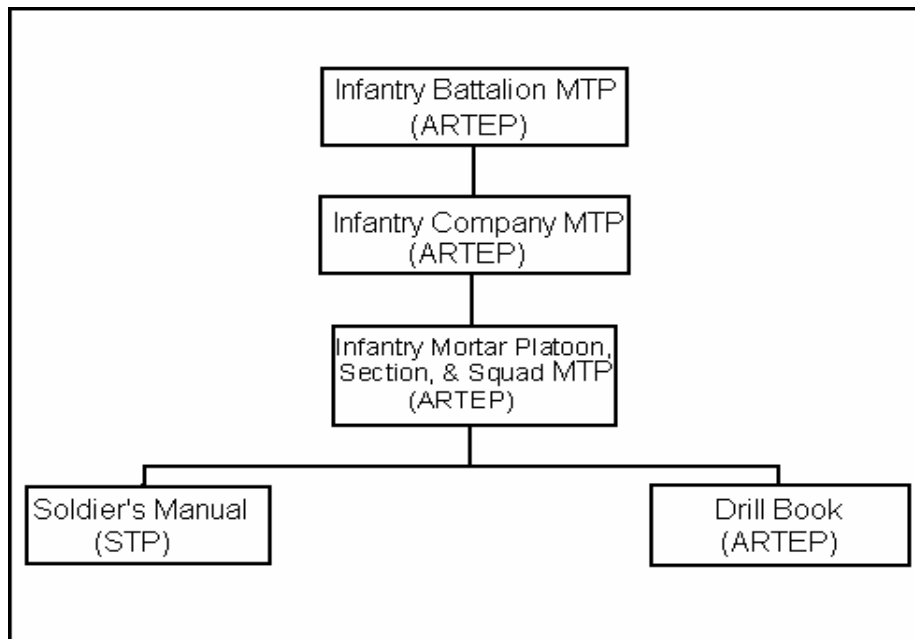 Infantry Battalion MTP
(ARTEP)
Infantry Company MTP
(ARTEP)
Infantry Mortar Platoon,
Section, & Squad MTP
(ARTEP)
Soldier's Manual
(STP)
Drill Book
(ARTEP)